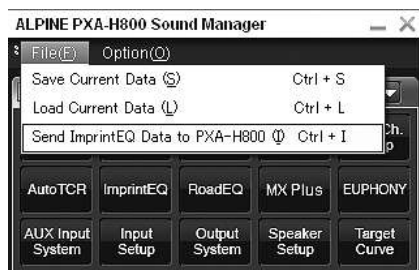 ALPINE PXA-H800 Sound Manager
File(F) Option(O)
Save Current Data (S) Ctrl + S
Load Current Data (L) Ctrl + L
Send ImprintEQ Data to PXA-H800 (I) Ctrl + I
AutoTCR ImprintEQ RoadEQ MX Plus EUPHONY
AUX Input System Input Setup Output System Speaker Setup Target Curve